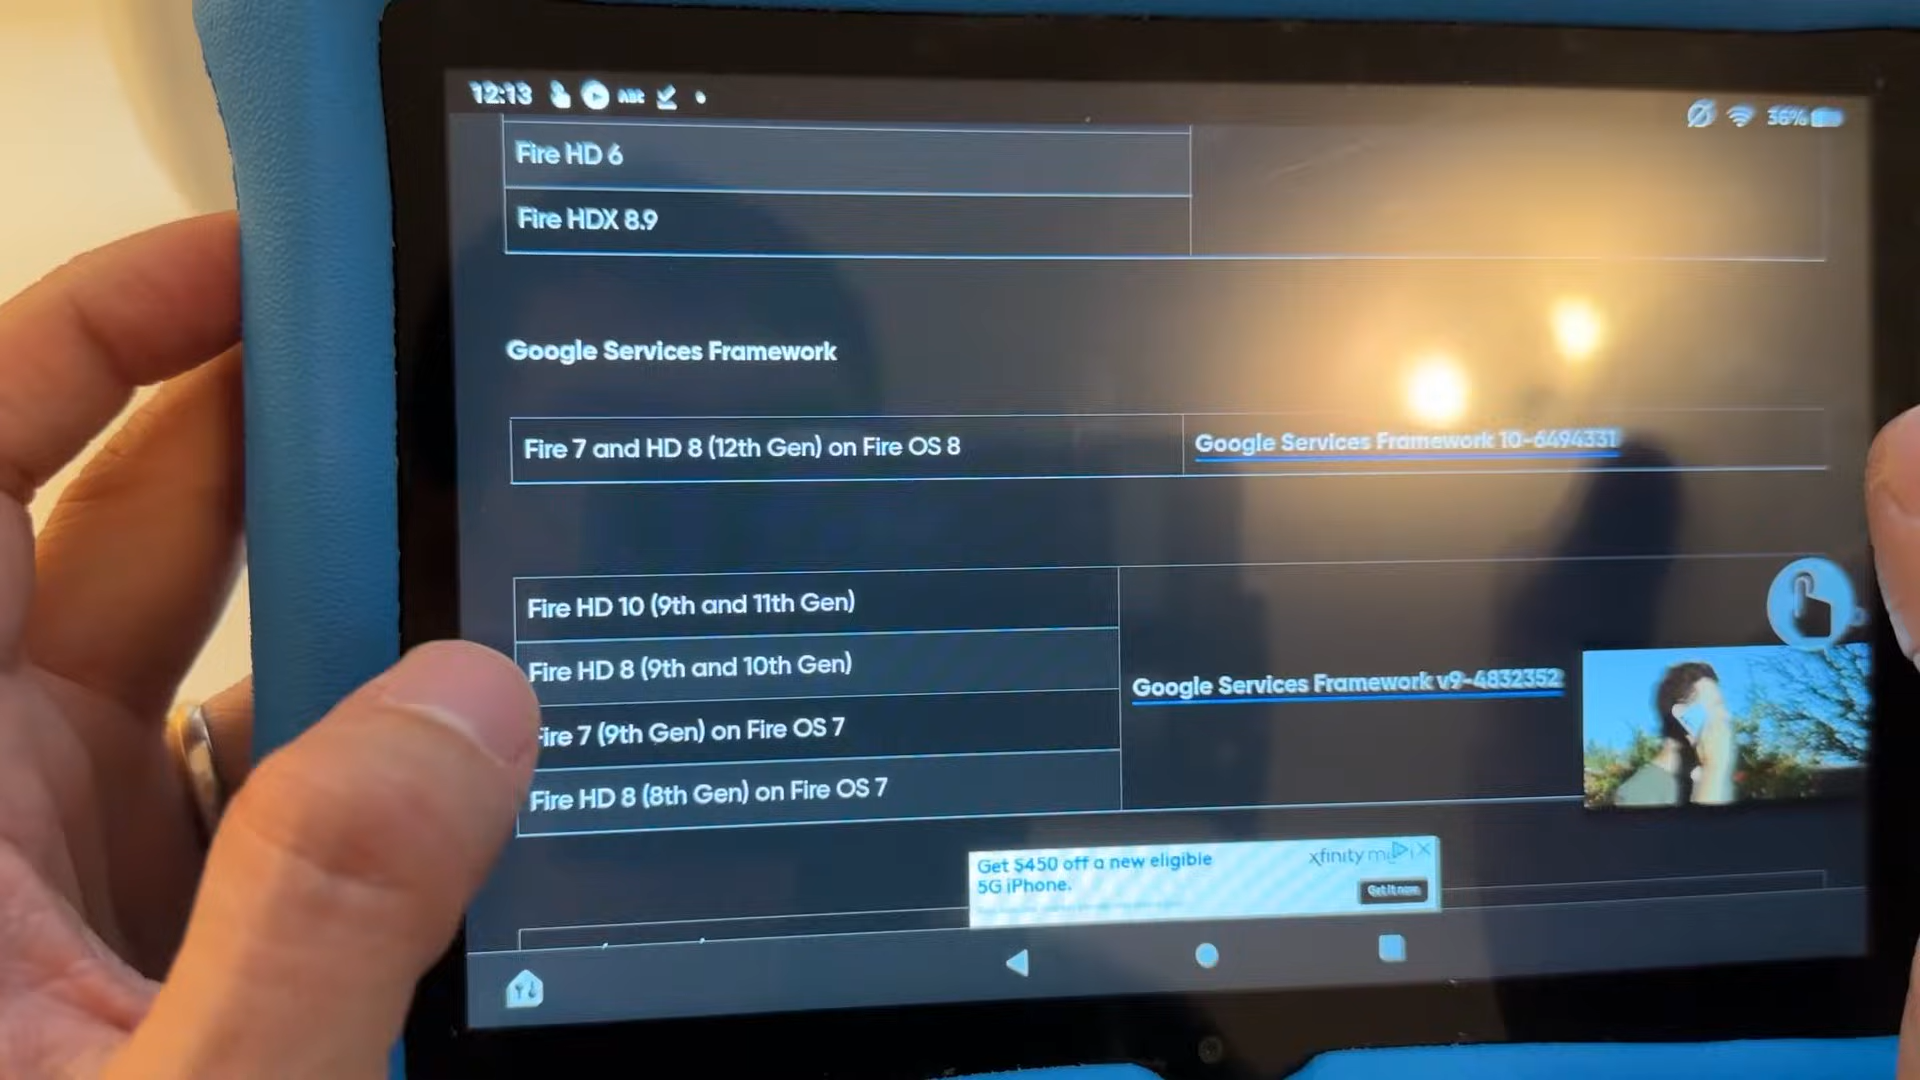 12:13
ABC
36%
Fire HD 6
Fire HDX 8.9
Google Services Framework
Fire 7 and HD 8 (12th Gen) on Fire OS 8
Google Services Framework 10-6494331
Fire HD 10 (9th and 11th Gen)
Fire HD 8 (9th and 10th Gen)
Google Services Framework v9-4832352
ire 7 (9th Gen) on Fire OS 7
Fire HD 8 (8th Gen) on Fire OS 7
Get $450 off a new eligible
5G iPhone.
xfinity
Get it now